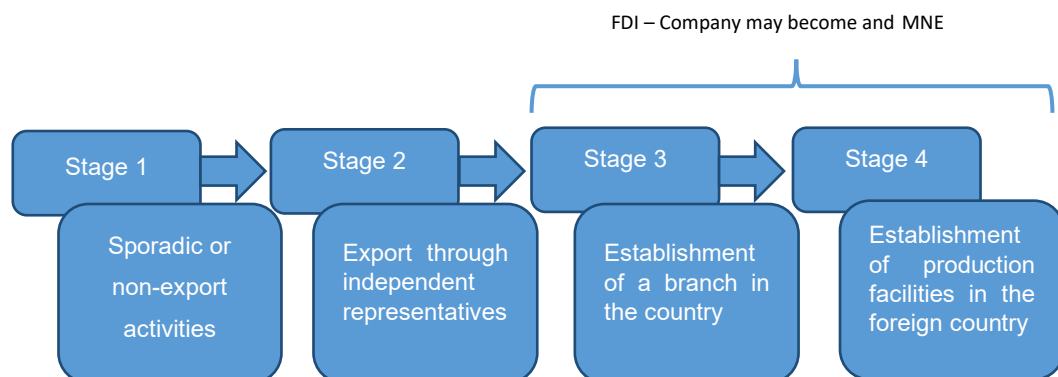 FDI – Company may become and MNE
Stage 1
Stage 2
Stage 3
Stage 4
Sporadic or
non-export
activities
Export through
independent
representatives
Establishment
of a branch in
the country
Establishment
of production
facilities in the
foreign country